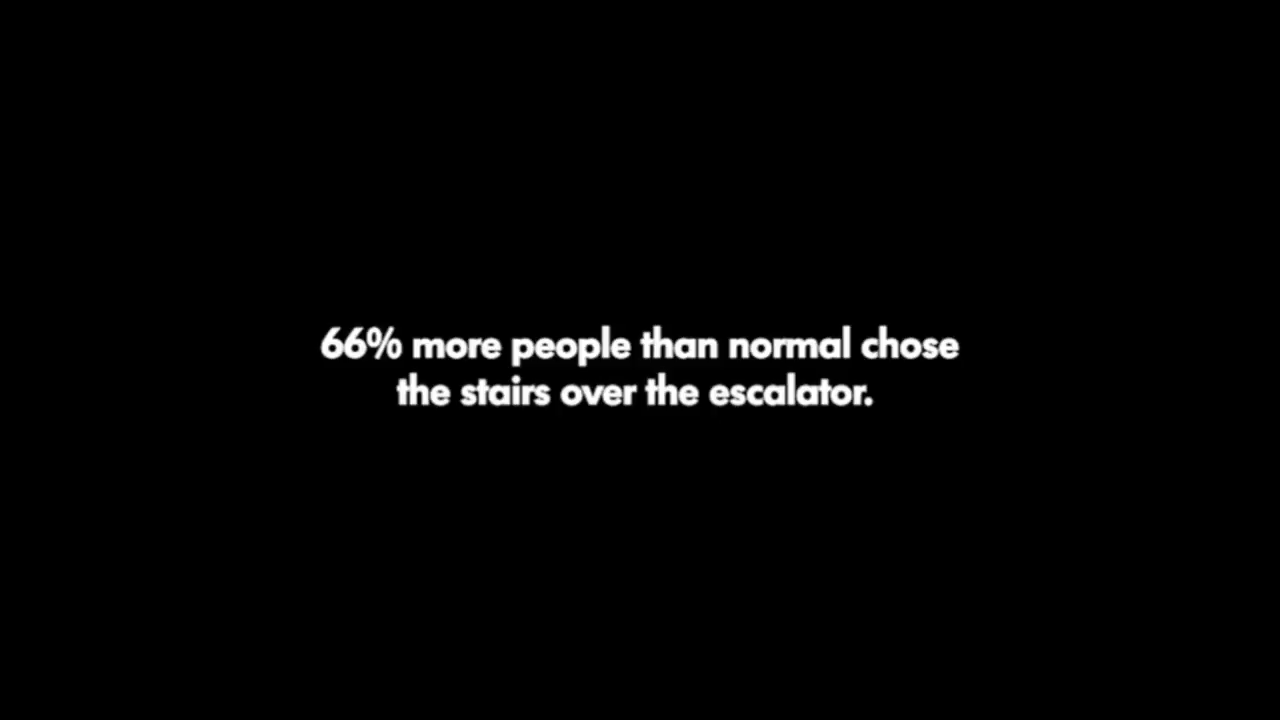 66% more people than normal chose
the stairs over the escalator.